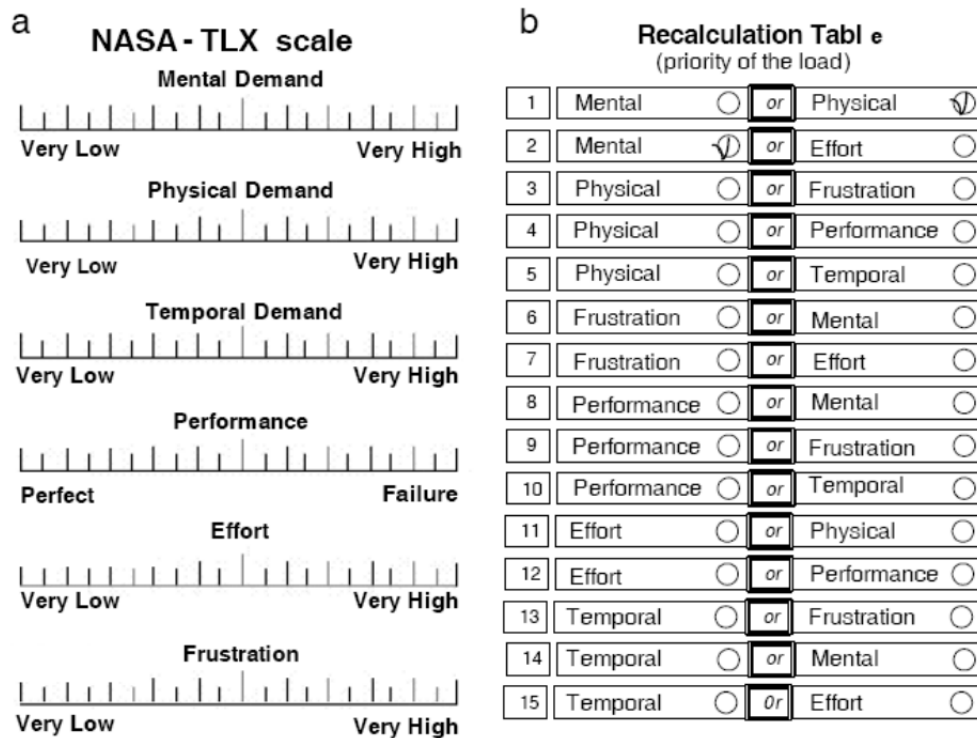 a
NASA - TLX scale
Mental Demand
Very Low Very High
Physical Demand
Very Low Very High
Temporal Demand
Very Low Very High
Performance
Perfect Failure
Effort
Very Low Very High
Frustration
Very Low Very High
b
Recalculation Tabl e
(priority of the load)
1 Mental or Physical
2 Mental or Effort
3 Physical or Frustration
4 Physical or Performance
5 Physical or Temporal
6 Frustration or Mental
7 Frustration or Effort
8 Performance or Mental
9 Performance or Frustration
10 Performance or Temporal
11 Effort or Physical
12 Effort or Performance
13 Temporal or Frustration
14 Temporal or Mental
15 Temporal Or Effort